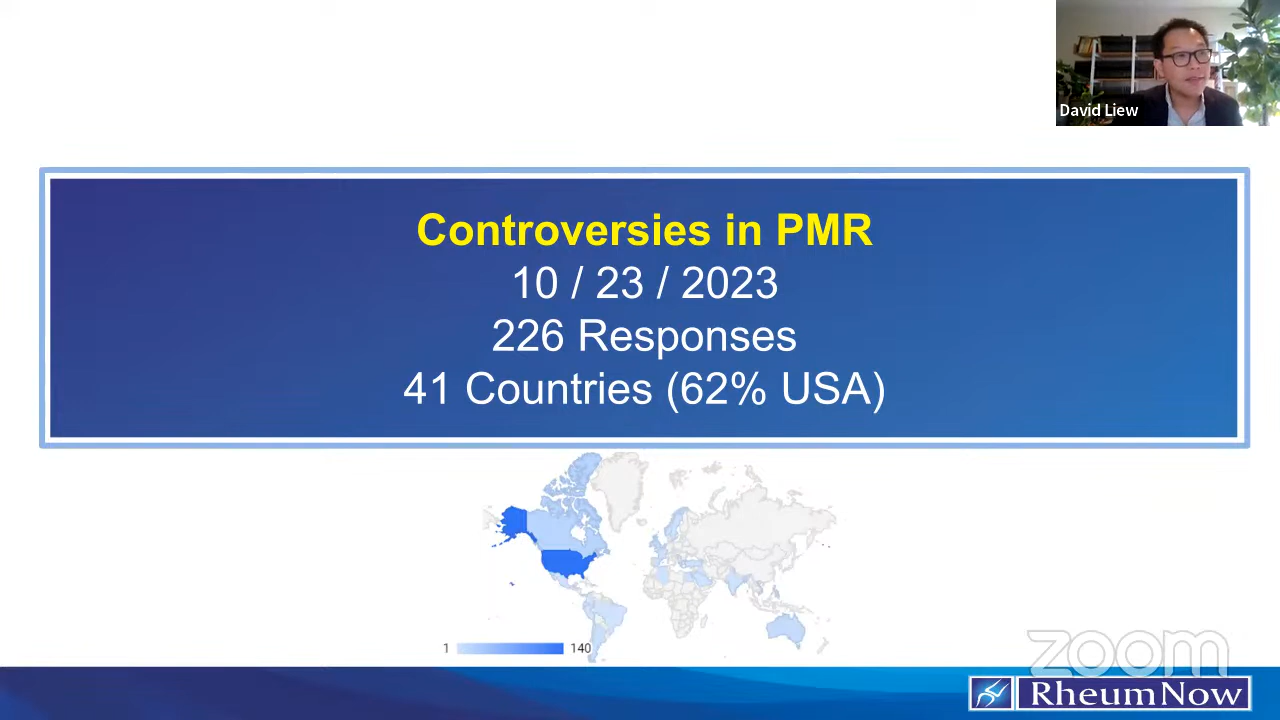 David Liew
Controversies in PMR
10 / 23 / 2023
226 Responses
41 Countries (62% USA)
1
140
zoom
RheumNow